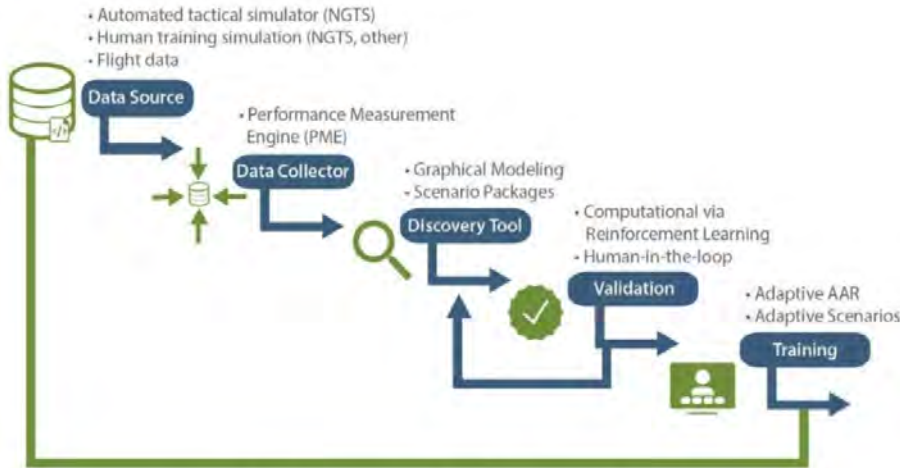 • Automated tactical simulator (NGTS)
• Human training simulation (NGTS, other)
• Flight data
Data Source
• Performance Measurement
Engine (PME)
Data Collector
• Graphical Modeling
• Scenario Packages
Discovery Tool
• Computational via
Reinforcement Learning
• Human-in-the-loop
Validation
• Adaptive AAR
• Adaptive Scenarios
Training